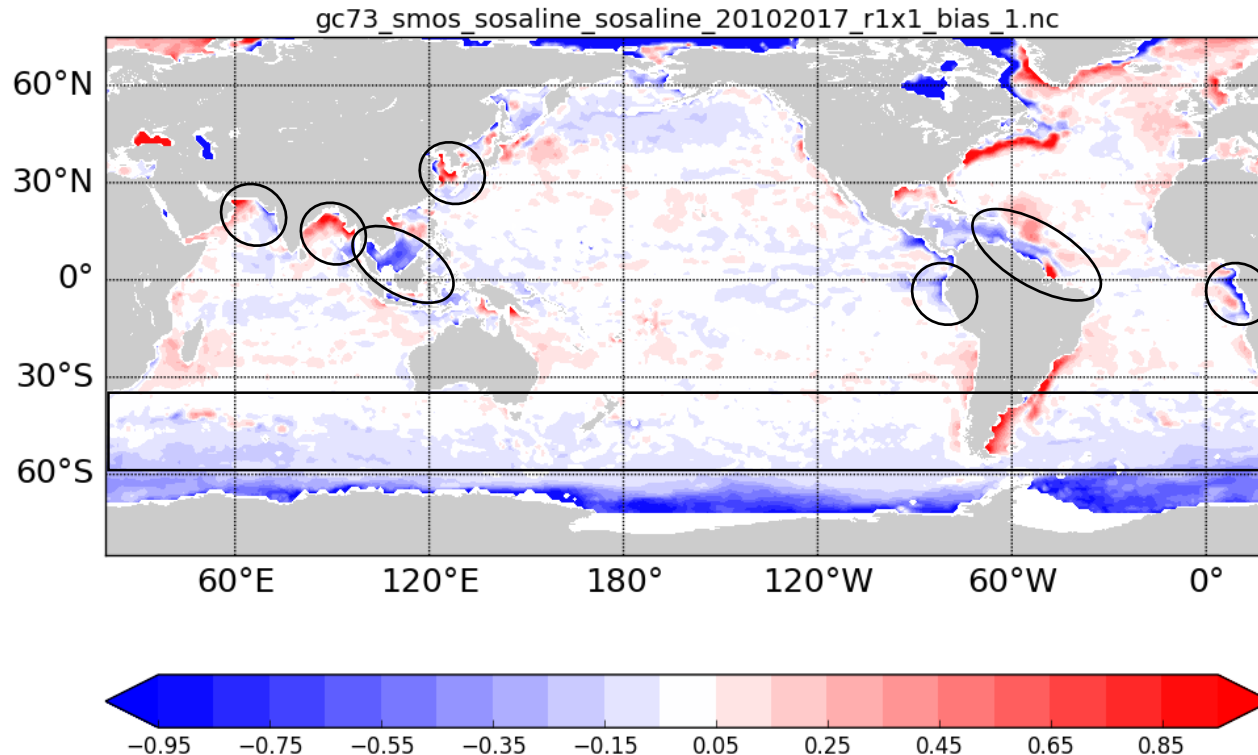 gc73_smos_sosaline_sosaline_20102017_r1x1_bias_1.nc
60°N
30°N
0°
30°S
60°S
60°E 120°E 180° 120°W 60°W 0°
−0.95 −0.75 −0.55 −0.35 −0.15 0.05 0.25 0.45 0.65 0.85